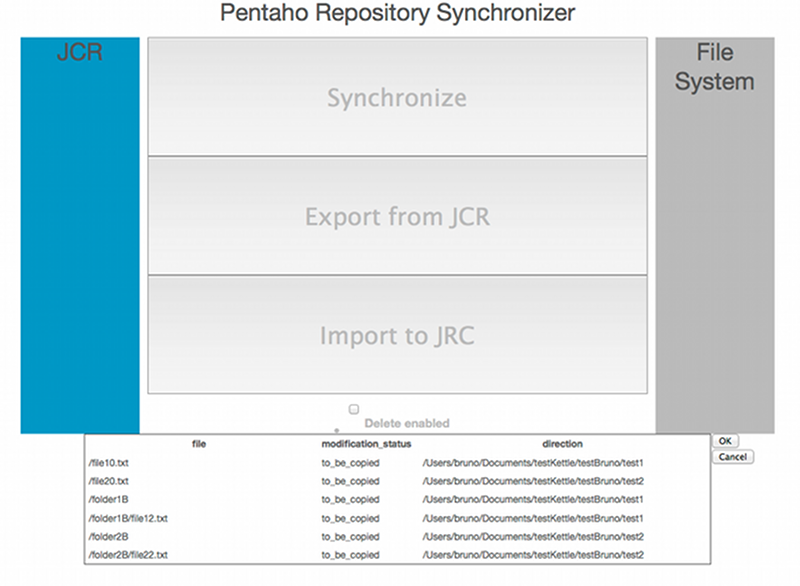 Pentaho Repository Synchronizer
JCR
File
System
Synchronize
Export from JCR
Import to JRC
Delete enabled
file modification_status direction
OK
Cancel
/file10.txt to_be_copied /Users/bruno/Documents/testKettle/testBruno/test1
/file20.txt to_be_copied /Users/bruno/Documents/testKettle/testBruno/test2
/folder1B to_be_copied /Users/bruno/Documents/testKettle/testBruno/test1
/folder1B/file12.txt to_be_copied /Users/bruno/Documents/testKettle/testBruno/test1
/folder2B to_be_copied /Users/bruno/Documents/testKettle/testBruno/test2
/folder2B/file22.txt to_be_copied /Users/bruno/Documents/testKettle/testBruno/test2